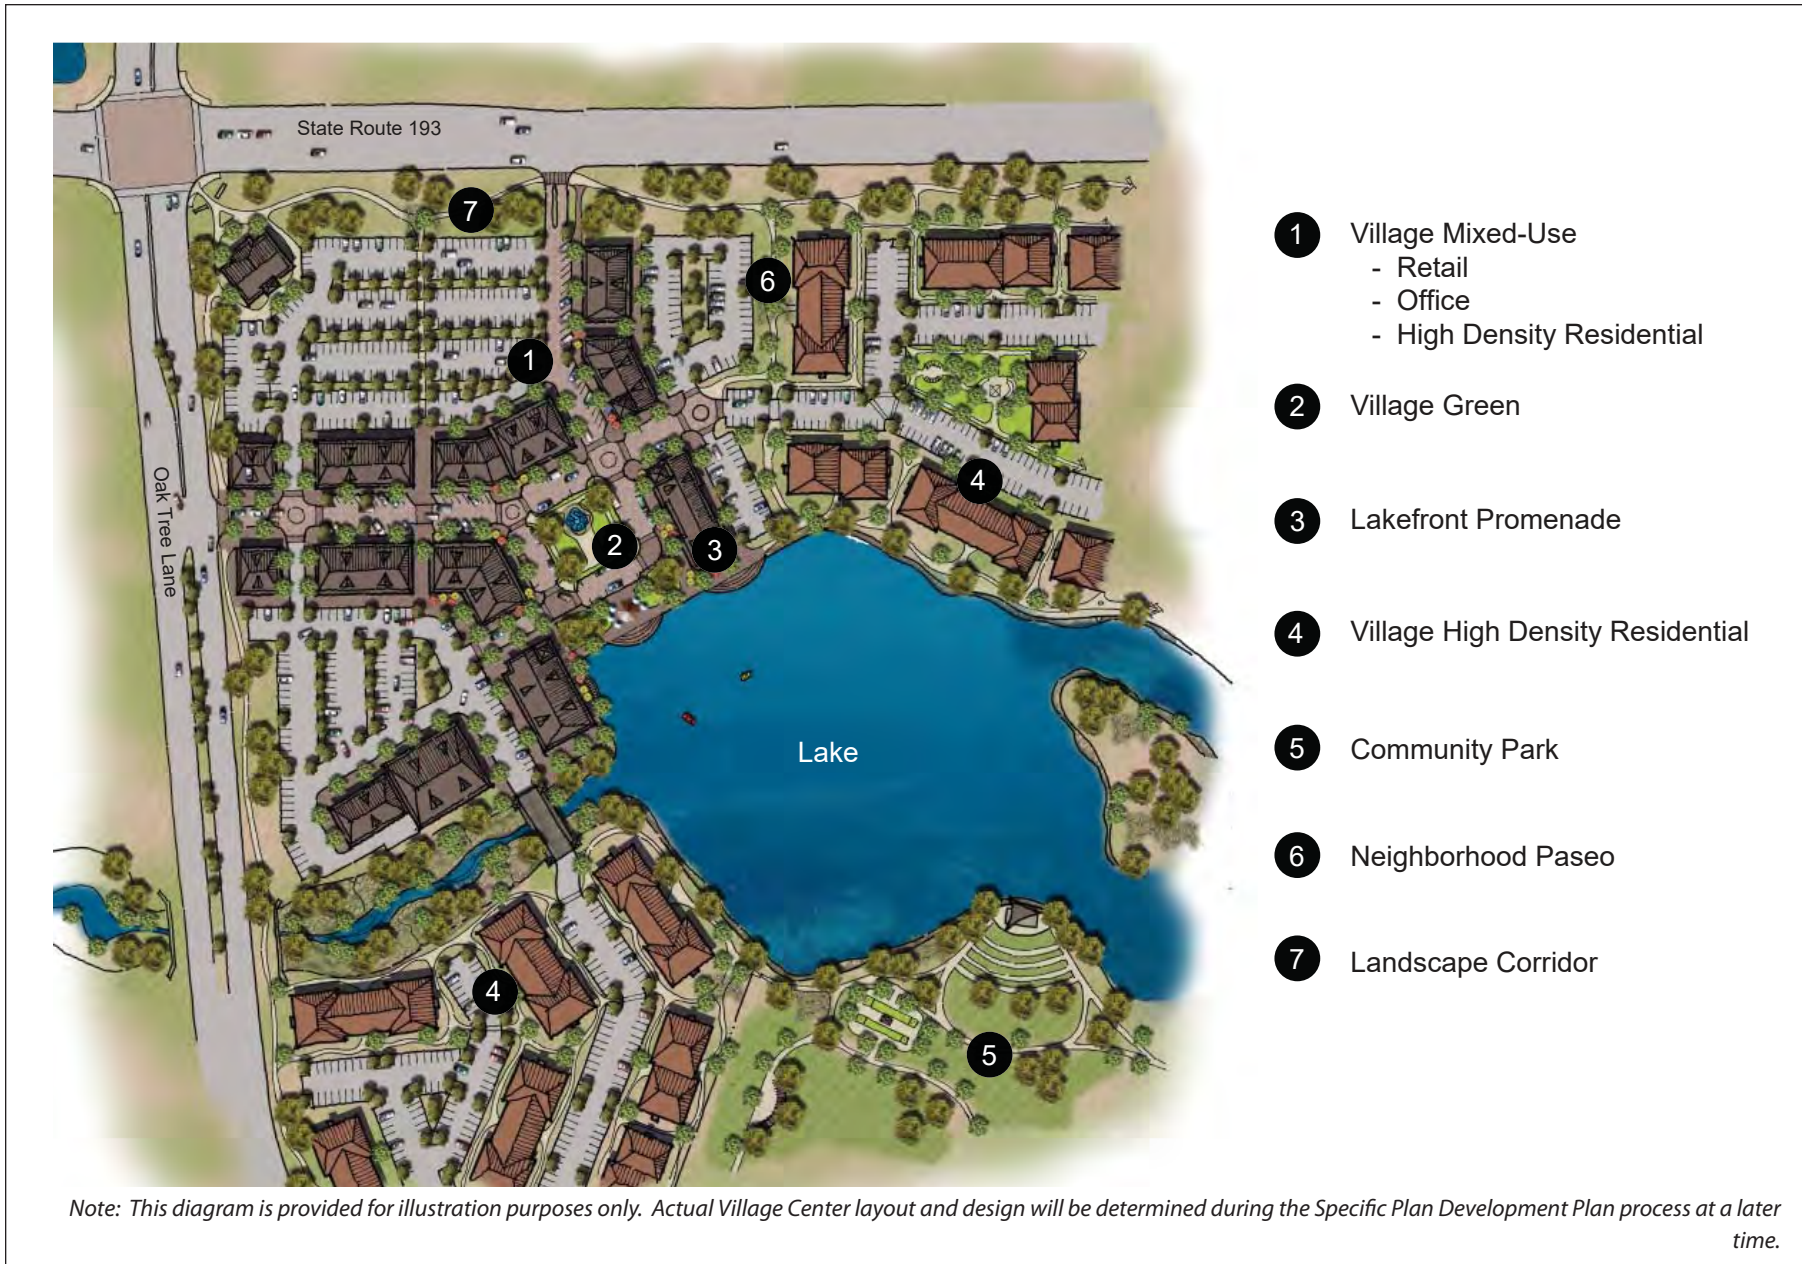 State Route 193
Oak Tree Lane
7
6
1
4
2
3
Lake
4
5
1 Village Mixed-Use
- Retail
- Office
- High Density Residential
2 Village Green
3 Lakefront Promenade
4 Village High Density Residential
5 Community Park
6 Neighborhood Paseo
7 Landscape Corridor
Note: This diagram is provided for illustration purposes only. Actual Village Center layout and design will be determined during the Specific Plan Development Plan process at a later
time.